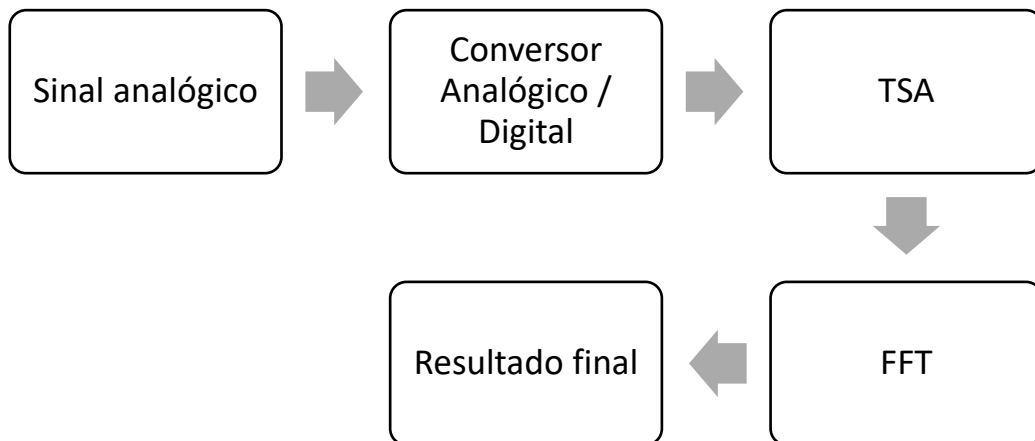 Sinal analógico
Conversor
Analógico /
Digital
TSA
FFT
Resultado final